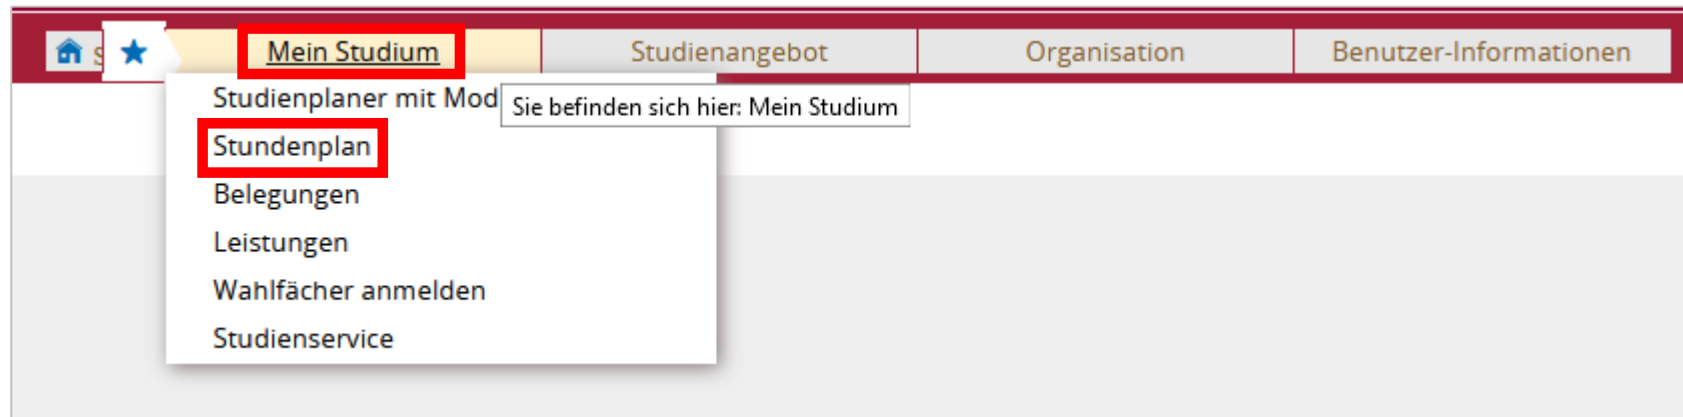 Mein Studium
Studienangebot
Organisation
Benutzer-Informationen
Studienplaner mit Mod
Sie befinden sich hier: Mein Studium
Stundenplan
Belegungen
Leistungen
Wahlfächer anmelden
Studienservice